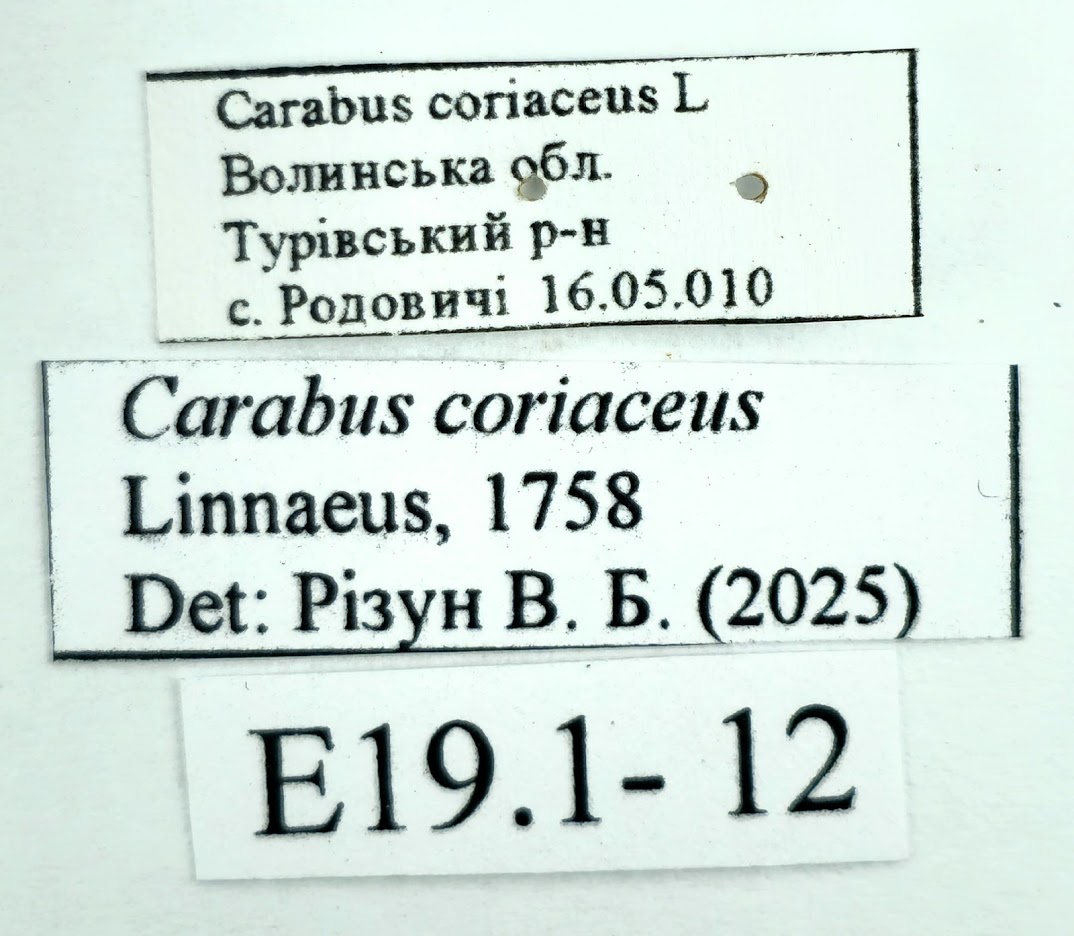 Carabus coriaceus L
Волинська обл.
Турівський р-н
с. Родовичі 16.05.010
Carabus coriaceus
Linnaeus, 1758
Det: Різун В. Б. (2025)
E19.1- 12